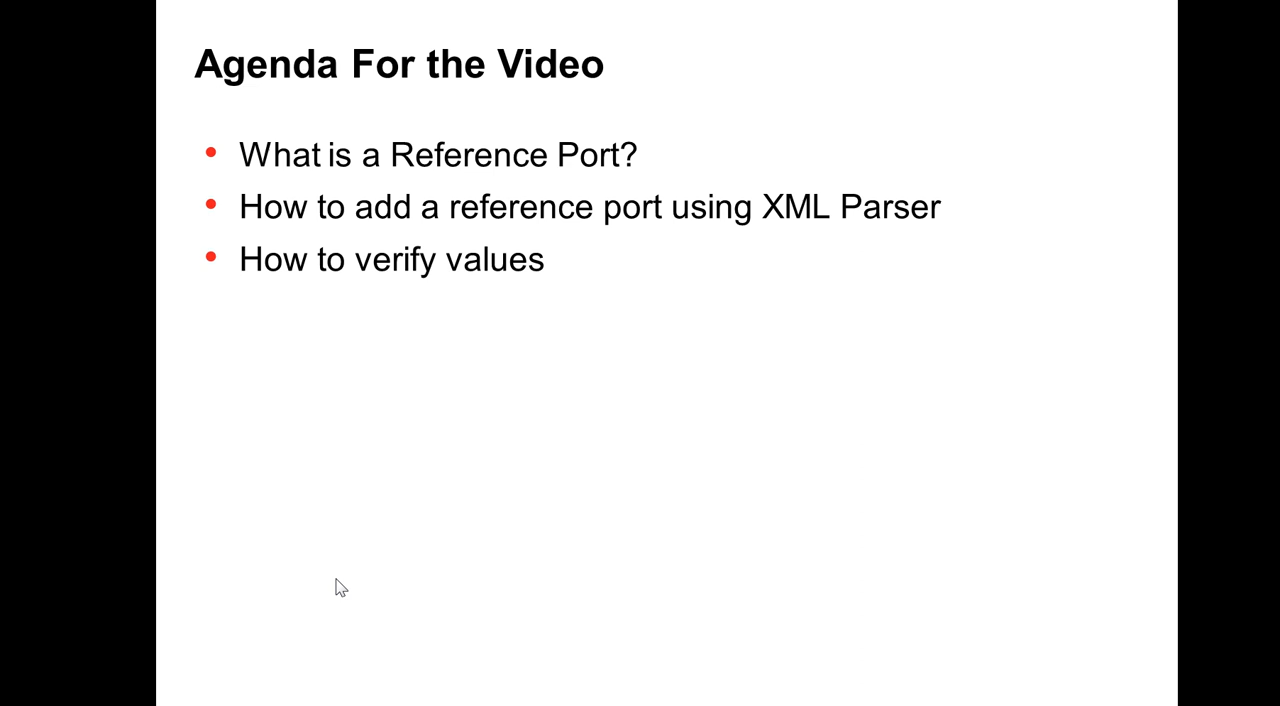 Agenda For the Video
• What is a Reference Port?
• How to add a reference port using XML Parser
• How to verify values